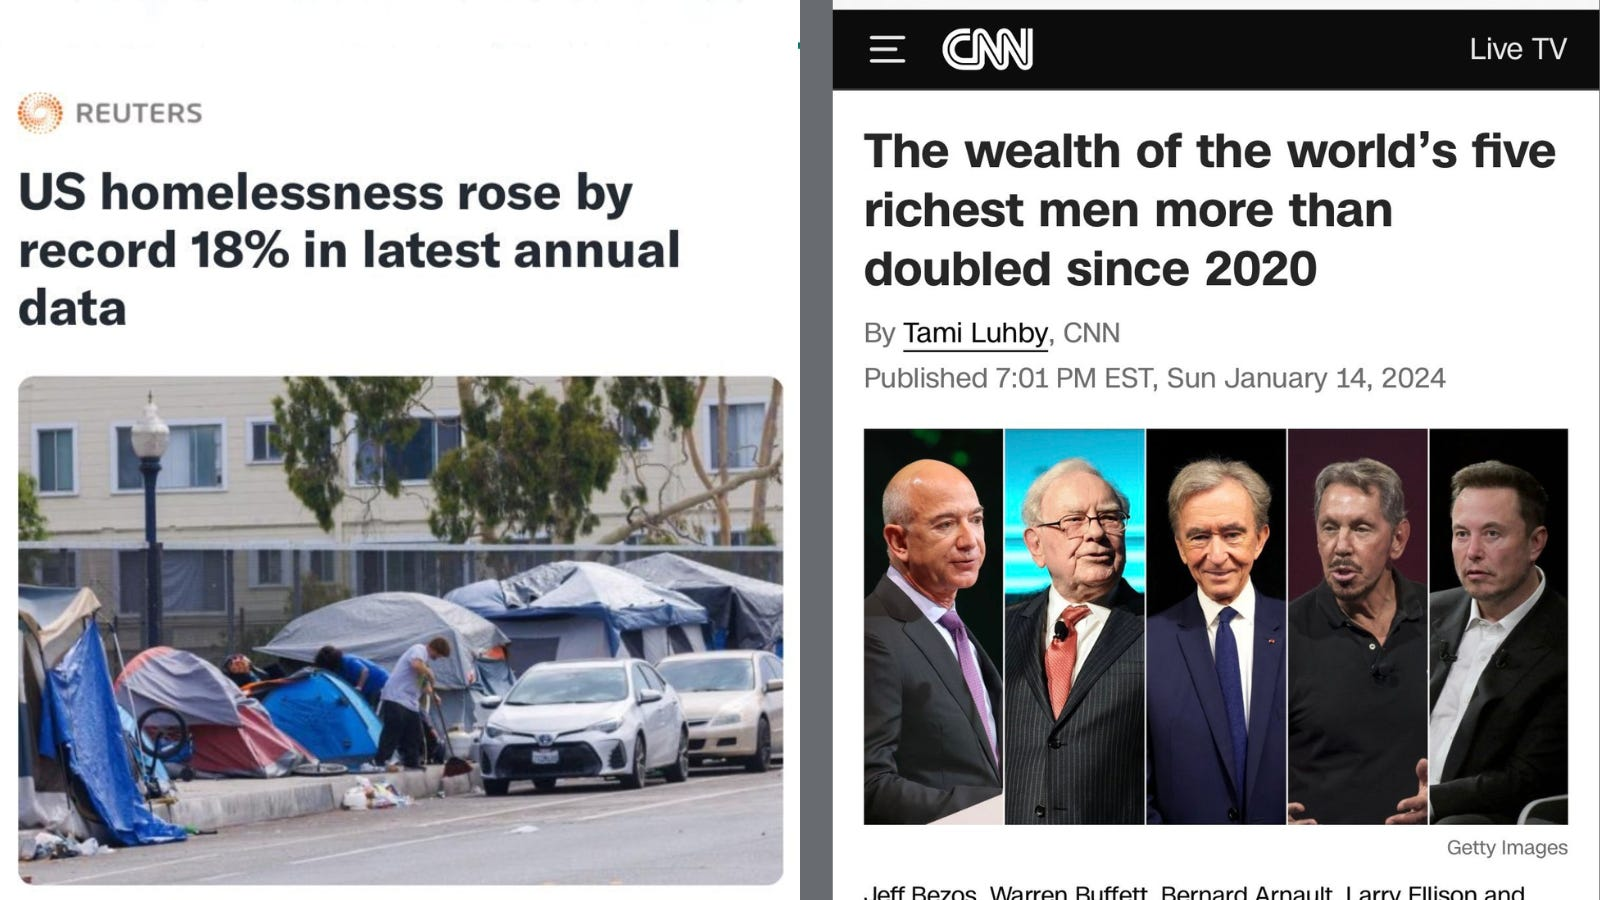 REUTERS
US homelessness rose by
record 18% in latest annual
data
CNN
Live TV
The wealth of the world’s five
richest men more than
doubled since 2020
By Tami Luhby, CNN
Published 7:01 PM EST, Sun January 14, 2024
Getty Images
Jeff Bezos, Warren Buffett, Bernard Arnault, Larry Ellison and